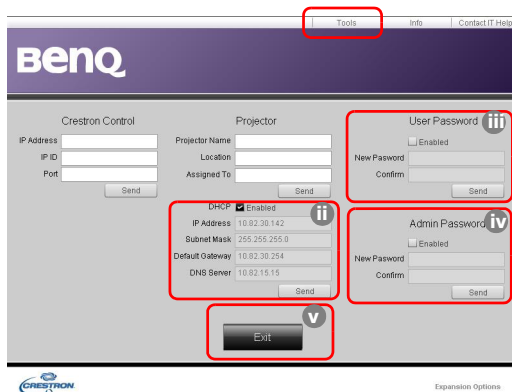 Tools Info Contact IT Help
BenQ
Crestron Control
IP Address
IP ID
Port
Send
Projector
Projector Name
Location
Assigned To
Send
DHCP Enabled
ii
IP Address 10.82.30.142
Subnet Mask 255.255.255.0
Default Gateway 10.82.30.254
DNS Server 10.82.15.15
Send
User Password
iii
Enabled
New Pasword
Confirm
Send
Admin Password
iv
Enabled
New Pasword
Confirm
Send
v
Exit
CRESTRON
Expansion Options